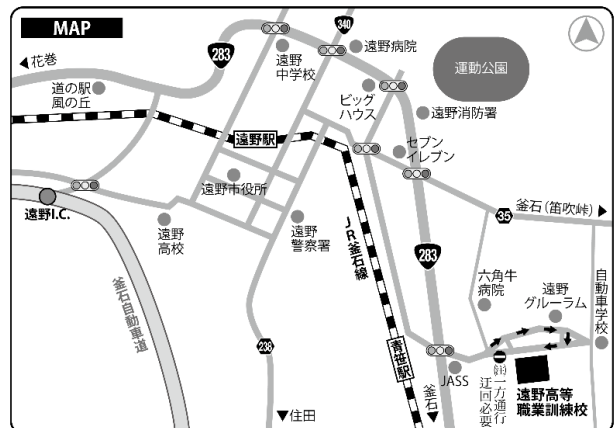 MAP
340
283
花巻
遠野
中学校
遠野病院
運動公園
道の駅
風の丘
ビッグ
ハウス
遠野消防署
遠野駅
セブン
イレブン
遠野市役所
遠野I.C.
遠野
高校
遠野
警察署
JR釜石線
35
釜石(笛吹峠)
283
釜石自動車道
六角牛
病院
遠野
グルーラム
自動車学校
238
青笹駅
JASS
釜石
住田
一方通行
迂回必要
遠野高等
職業訓練校